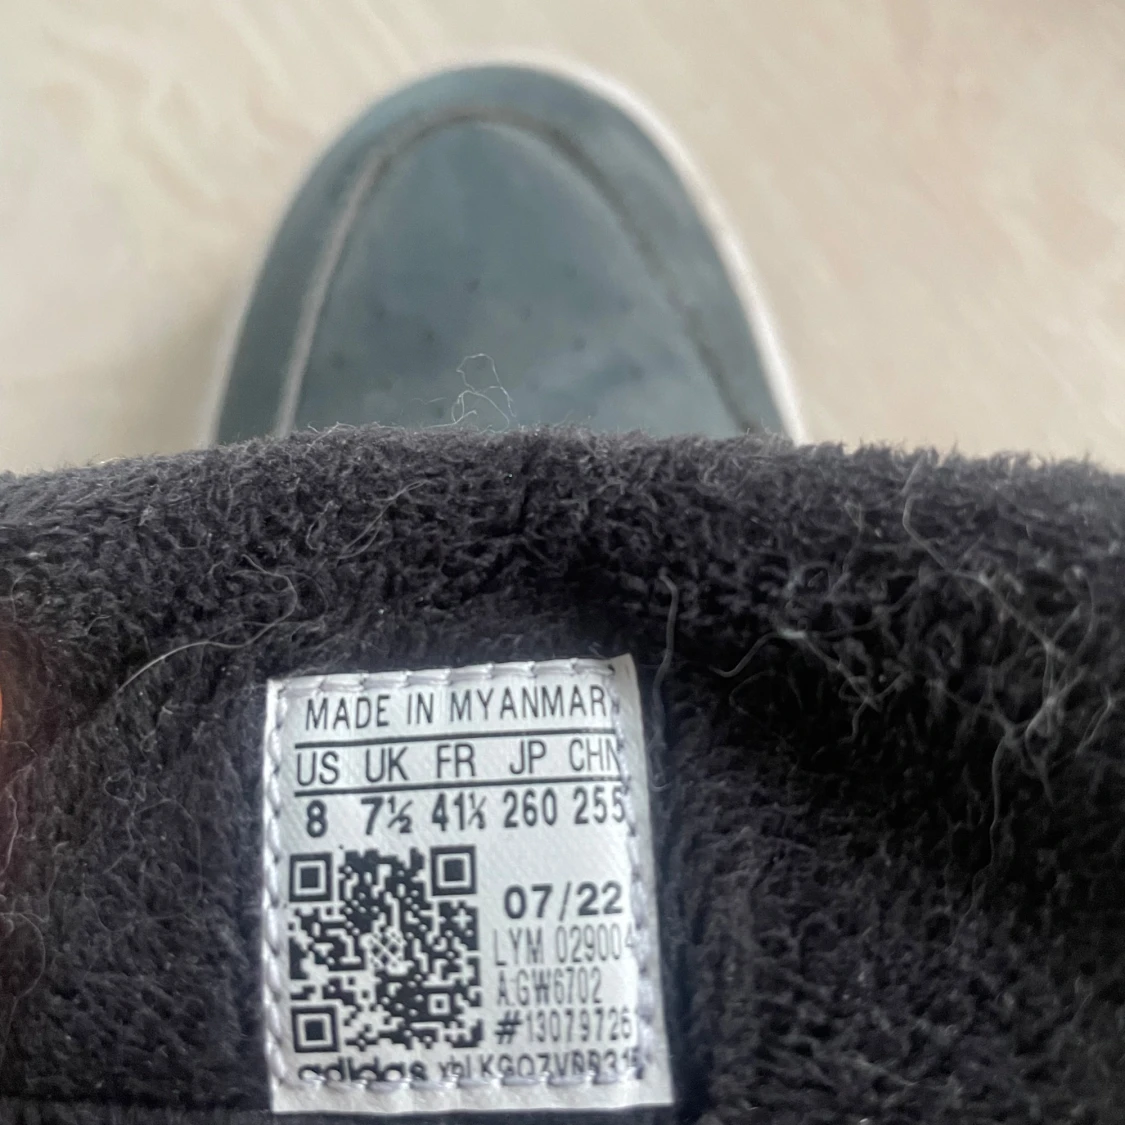 MADE IN MYANMAR
US UK FR JP CHN
8 7½ 41⅓ 260 255
07/22
LYM 029004
A:GW6702
#13079726
adidas